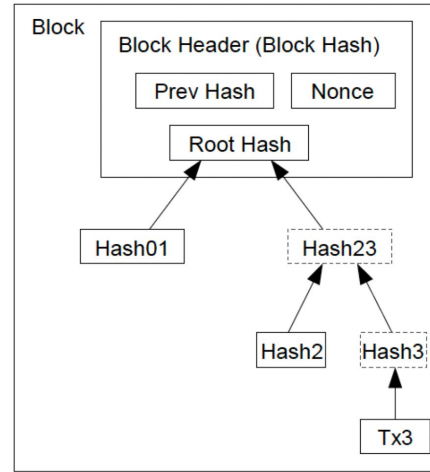 Block
Block Header (Block Hash)
Prev Hash
Nonce
Root Hash
Hash01
Hash23
Hash2
Hash3
Tx3